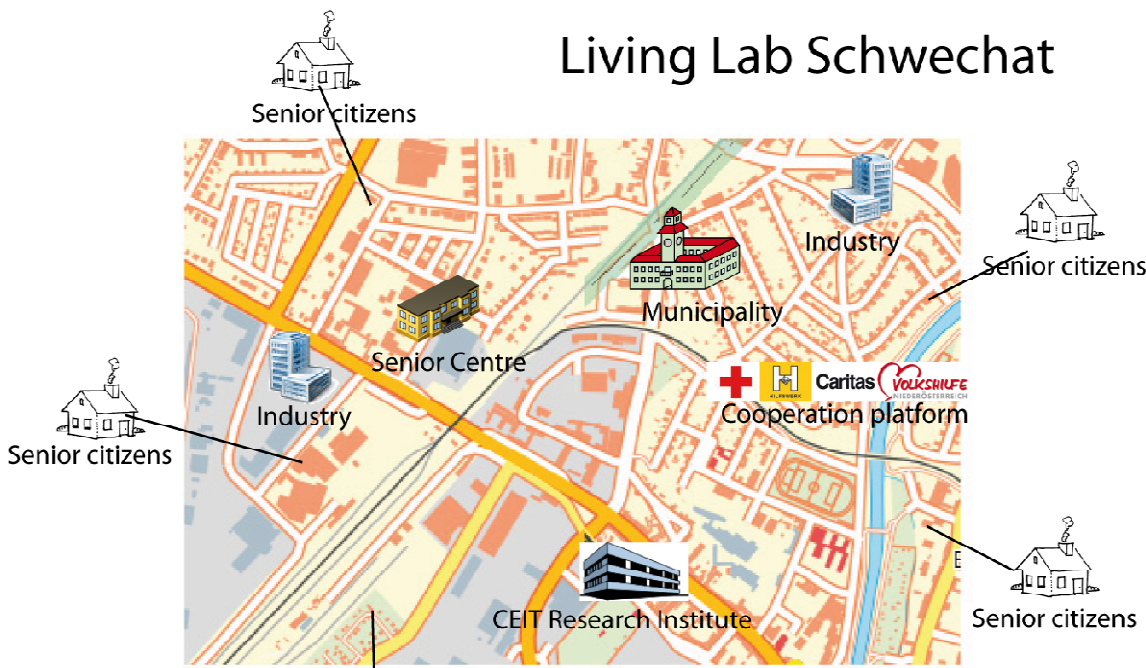 Living Lab Schwechat
Senior citizens
Industry
Senior citizens
Municipality
Senior Centre
H
HILFSWERK
Caritas
VOLKSHILFE
NIEDERÖSTERREICH
Industry
Cooperation platform
Senior citizens
E
CEIT Research Institute
Senior citizens